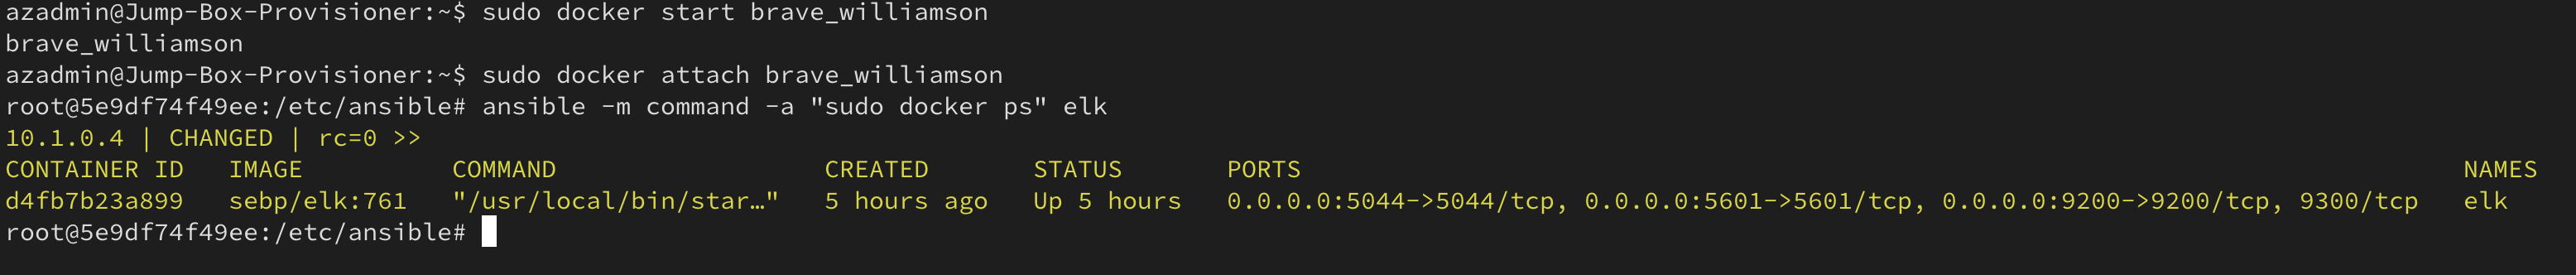 azadmin@Jump-Box-Provisioner:~$ sudo docker start brave_williamson
brave_williamson
azadmin@Jump-Box-Provisioner:~$ sudo docker attach brave_williamson
root@5e9df74f49ee:/etc/ansible# ansible -m command -a "sudo docker ps" elk
10.1.0.4 | CHANGED | rc=0 >>
CONTAINER ID   IMAGE          COMMAND                  CREATED       STATUS       PORTS                                                                              NAMES
d4fb7b23a899   sebp/elk:761   "/usr/local/bin/star…"   5 hours ago   Up 5 hours   0.0.0.0:5044->5044/tcp, 0.0.0.0:5601->5601/tcp, 0.0.0.0:9200->9200/tcp, 9300/tcp   elk
root@5e9df74f49ee:/etc/ansible#